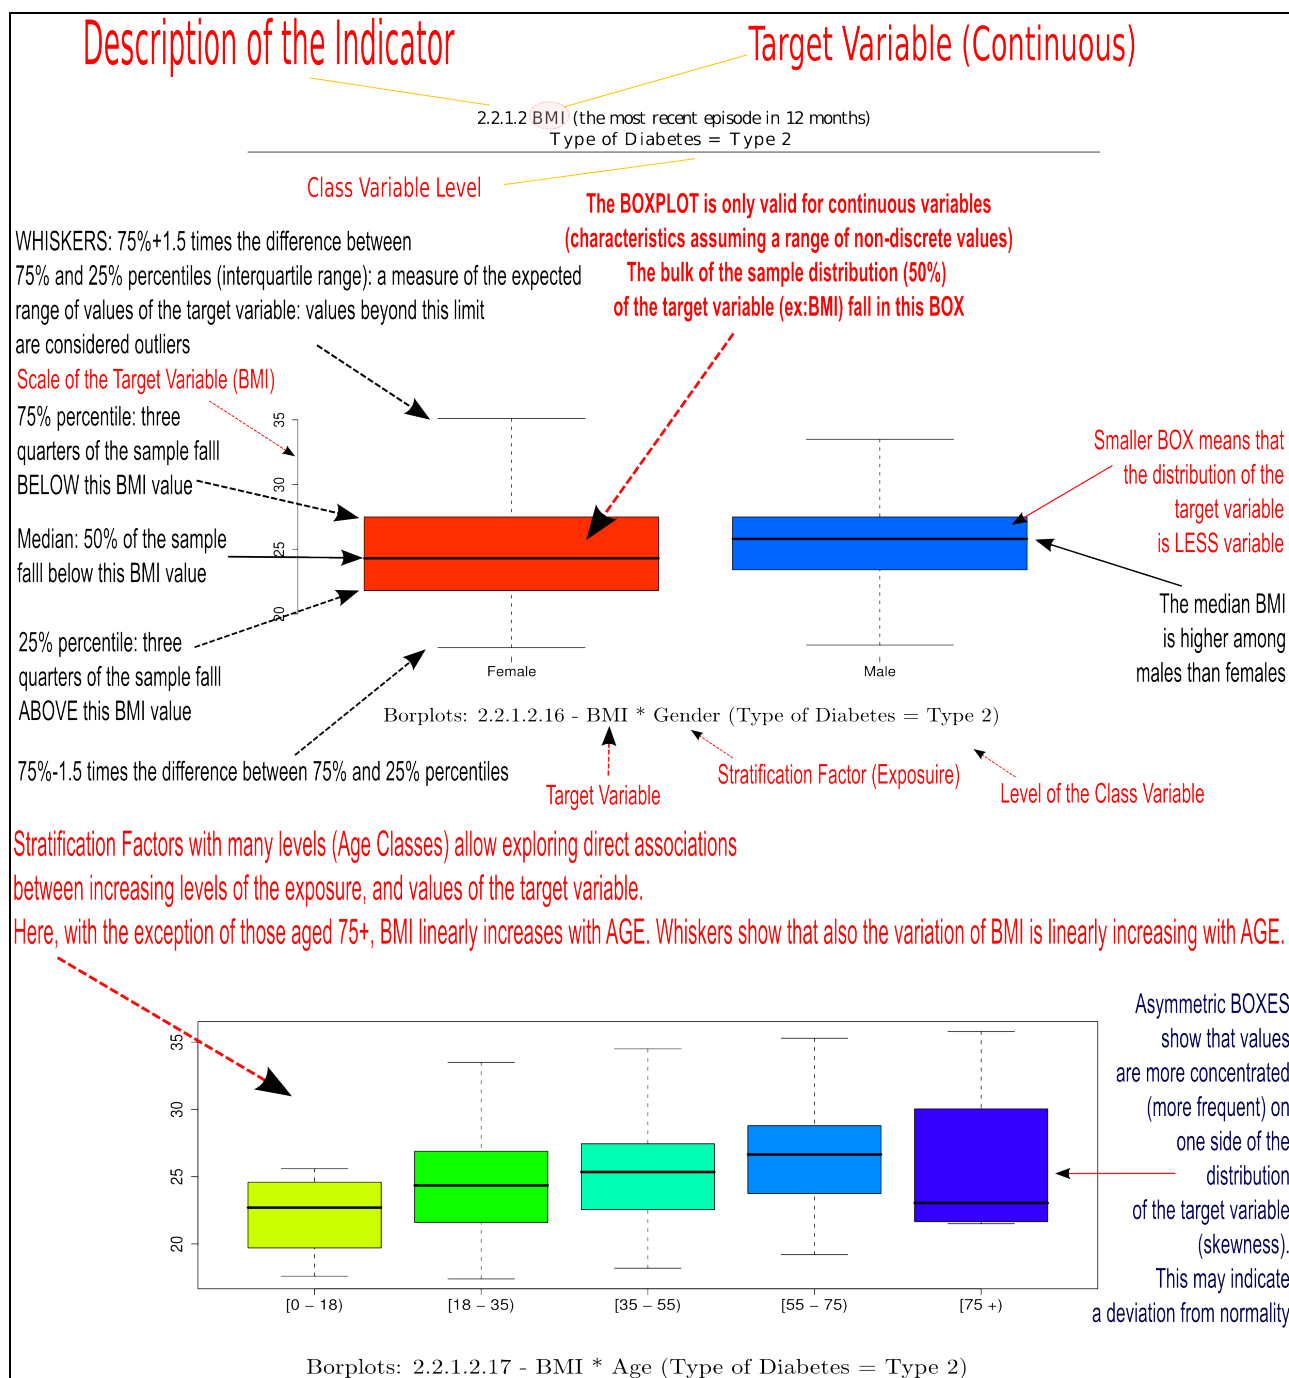 Description of the Indicator
Target Variable (Continuous)
2.2.1.2 BMI (the most recent episode in 12 months)
Type of Diabetes = Type 2
Class Variable Level
The BOXPLOT is only valid for continuous variables
(characteristics assuming a range of non-discrete values)
The bulk of the sample distribution (50%)
of the target variable (ex:BMI) fall in this BOX
WHISKERS: 75%+1.5 times the difference between
75% and 25% percentiles (interquartile range): a measure of the expected
range of values of the target variable: values beyond this limit
are considered outliers
Scale of the Target Variable (BMI)
75% percentile: three
quarters of the sample falll
BELOW this BMI value
Median: 50% of the sample
falll below this BMI value
25% percentile: three
quarters of the sample falll
ABOVE this BMI value
75%-1.5 times the difference between 75% and 25% percentiles
35
30
25
20
Female
Male
Smaller BOX means that
the distribution of the
target variable
is LESS variable
The median BMI
is higher among
males than females
Borplots: 2.2.1.2.16 - BMI * Gender (Type of Diabetes = Type 2)
Target Variable
Stratification Factor (Exposuire)
Level of the Class Variable
Stratification Factors with many levels (Age Classes) allow exploring direct associations
between increasing levels of the exposure, and values of the target variable.
Here, with the exception of those aged 75+, BMI linearly increases with AGE. Whiskers show that also the variation of BMI is linearly increasing with AGE.
35
30
25
20
[0 – 18)
[18 – 35)
[35 – 55)
[55 – 75)
[75 +)
Asymmetric BOXES
show that values
are more concentrated
(more frequent) on
one side of the
distribution
of the target variable
(skewness).
This may indicate
a deviation from normality
Borplots: 2.2.1.2.17 - BMI * Age (Type of Diabetes = Type 2)